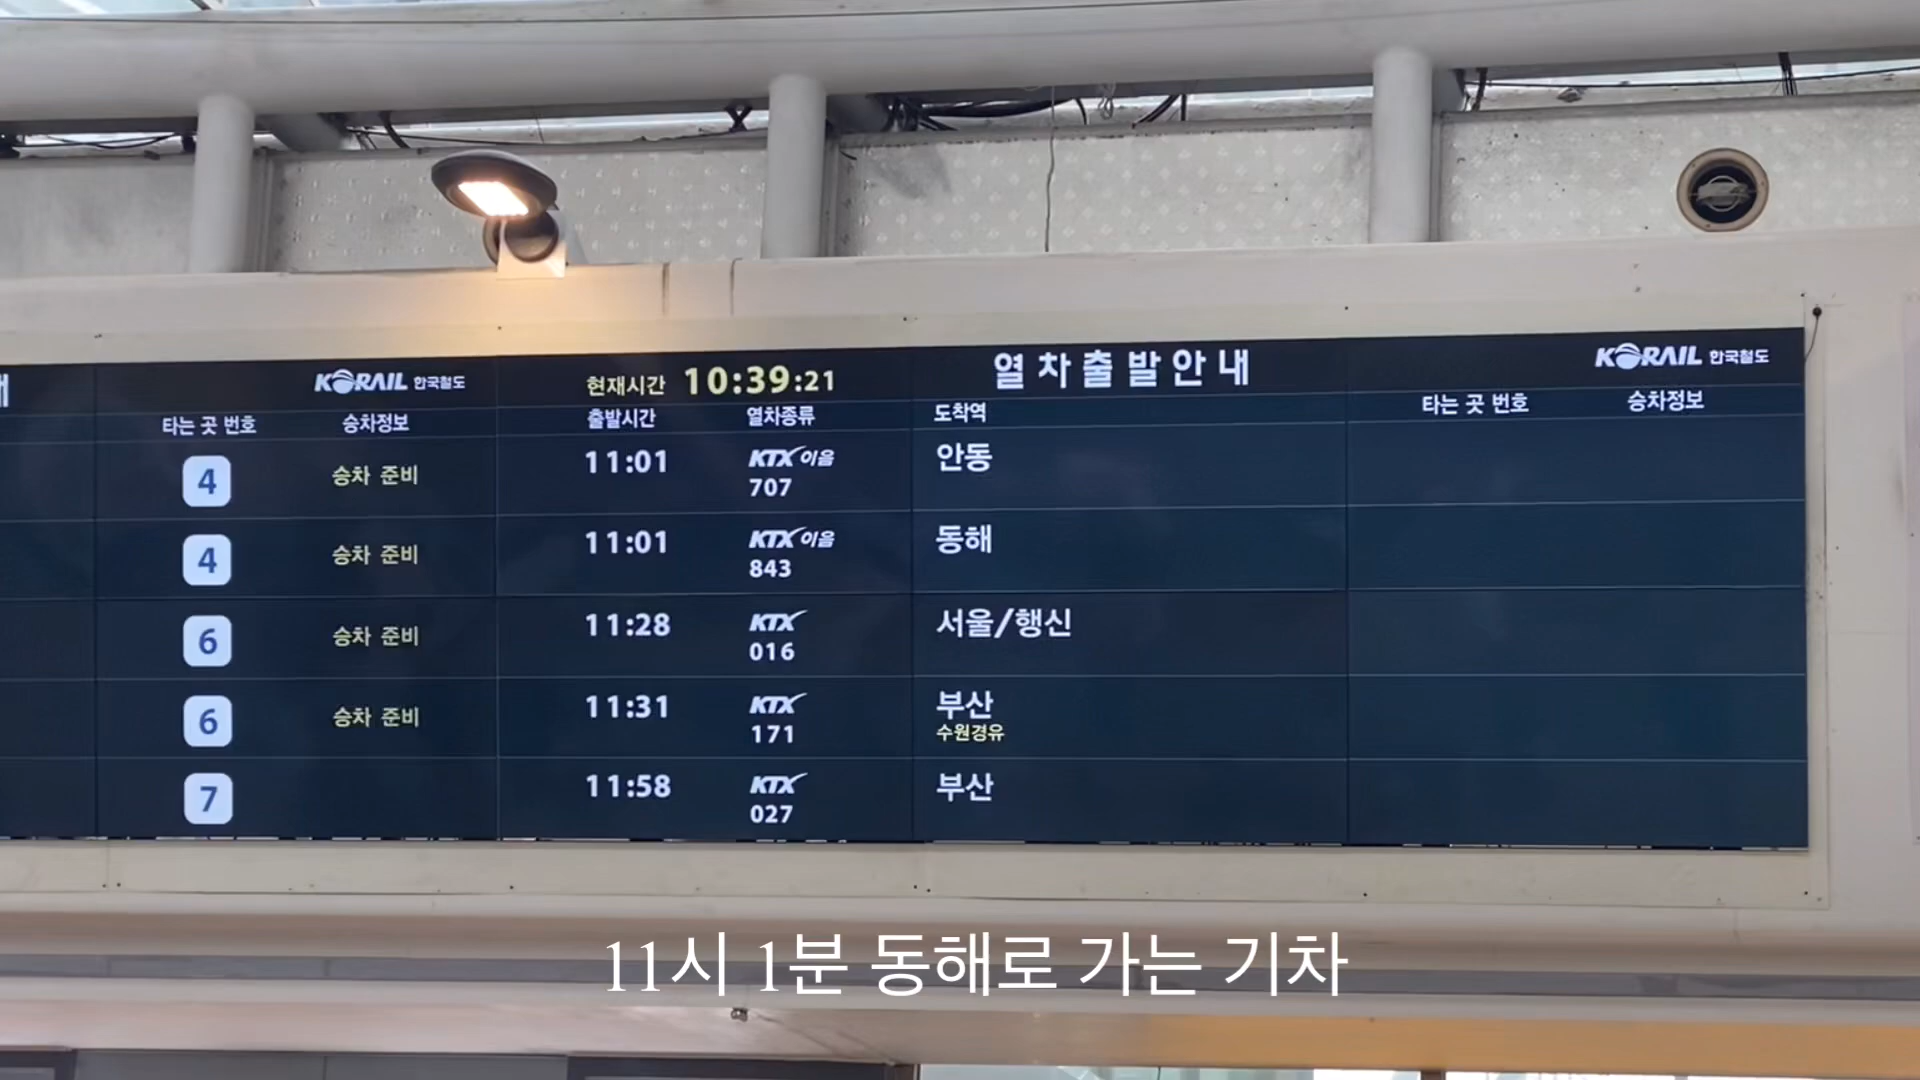 KORAIL 한국철도
타는 곳 번호 승차정보
4 승차 준비
4 승차 준비
6 승차 준비
6 승차 준비
7
현재시간 10:39:21 열차출발안내 KORAIL 한국철도
출발시간 열차종류 도착역 타는 곳 번호 승차정보
11:01 KTX이음 안동
707
11:01 KTX이음 동해
843
11:28 KTX 서울/행신
016
11:31 KTX 부산
171 수원경유
11:58 KTX 부산
027
11시 1분 동해로 가는 기차